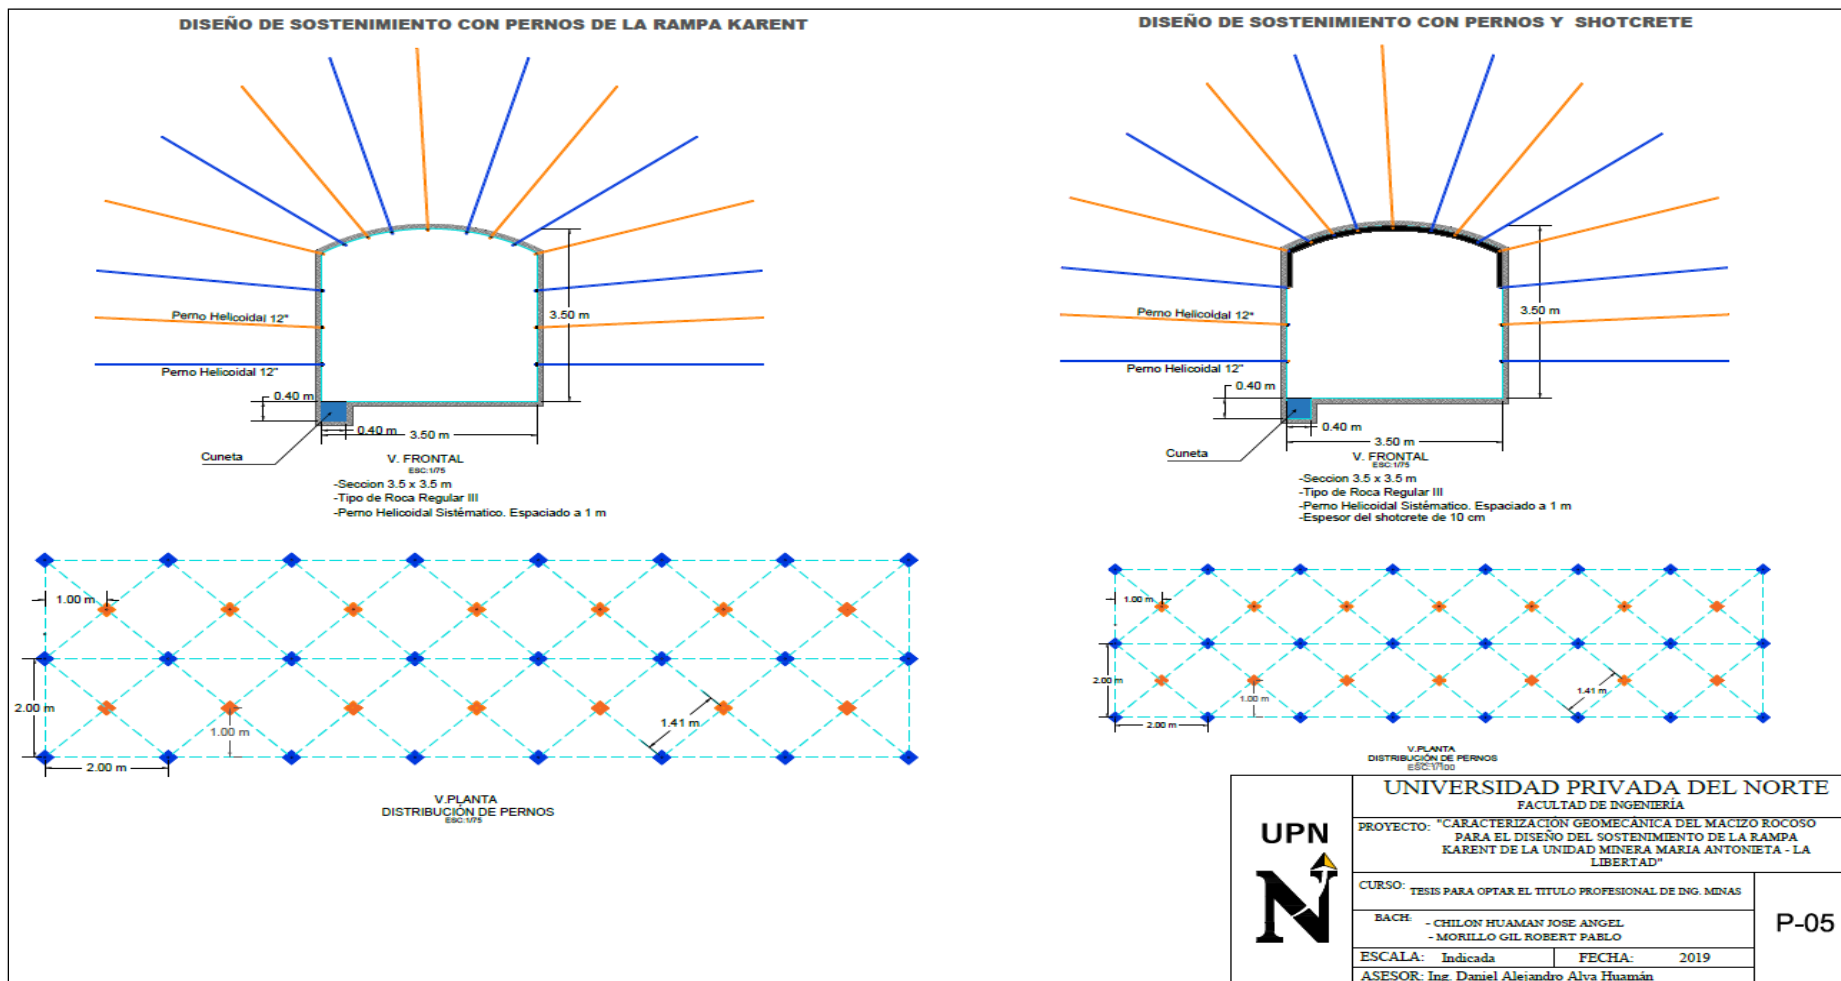 DISEÑO DE SOSTENIMIENTO CON PERNOS DE LA RAMPA KARENT
Perno Helicoidal 12"
Perno Helicoidal 12"
3.50 m
0.40 m
0.40 m
3.50 m
Cuneta
V. FRONTAL
ESC:1/75
-Seccion 3.5 x 3.5 m
-Tipo de Roca Regular III
-Perno Helicoidal Sistématico. Espaciado a 1 m
1.00 m
2.00 m
1.00 m
1.41 m
2.00 m
V.PLANTA
DISTRIBUCIÓN DE PERNOS
ESC:1/75
DISEÑO DE SOSTENIMIENTO CON PERNOS Y SHOTCRETE
Perno Helicoidal 12"
Perno Helicoidal 12"
3.50 m
0.40 m
0.40 m
3.50 m
Cuneta
V. FRONTAL
ESC:1/75
-Seccion 3.5 x 3.5 m
-Tipo de Roca Regular III
-Perno Helicoidal Sistématico. Espaciado a 1 m
-Espesor del shotcrete de 10 cm
1.00 m
2.00 m
1.00 m
1.41 m
2.00 m
V.PLANTA
DISTRIBUCIÓN DE PERNOS
ESC:1/100
UPN
N
UNIVERSIDAD PRIVADA DEL NORTE
FACULTAD DE INGENIERÍA
PROYECTO: "CARACTERIZACIÓN GEOMECÁNICA DEL MACIZO ROCOSO
PARA EL DISEÑO DEL SOSTENIMIENTO DE LA RAMPA
KARENT DE LA UNIDAD MINERA MARIA ANTONIETA - LA
LIBERTAD"
CURSO: TESIS PARA OPTAR EL TITULO PROFESIONAL DE ING. MINAS
BACH: - CHILON HUAMAN JOSE ANGEL
- MORILLO GIL ROBERT PABLO
P-05
ESCALA: Indicada FECHA: 2019
ASESOR: Ing. Daniel Alejandro Alva Huamán